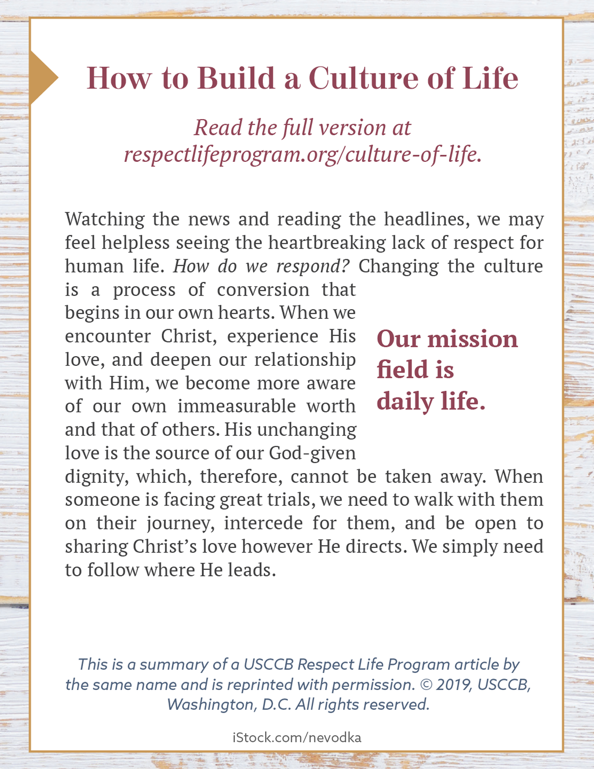 How to Build a Culture of Life
Read the full version at
respectlifeprogram.org/culture-of-life.
Watching the news and reading the headlines, we may
feel helpless seeing the heartbreaking lack of respect for
human life. How do we respond? Changing the culture
is a process of conversion that
begins in our own hearts. When we
encounter Christ, experience His
love, and deepen our relationship
with Him, we become more aware
of our own immeasurable worth
and that of others. His unchanging
love is the source of our God-given
Our mission
field is
daily life.
dignity, which, therefore, cannot be taken away. When
someone is facing great trials, we need to walk with them
on their journey, intercede for them, and be open to
sharing Christ’s love however He directs. We simply need
to follow where He leads.
This is a summary of a USCCB Respect Life Program article by
the same name and is reprinted with permission. © 2019, USCCB,
Washington, D.C. All rights reserved.
iStock.com/nevodka